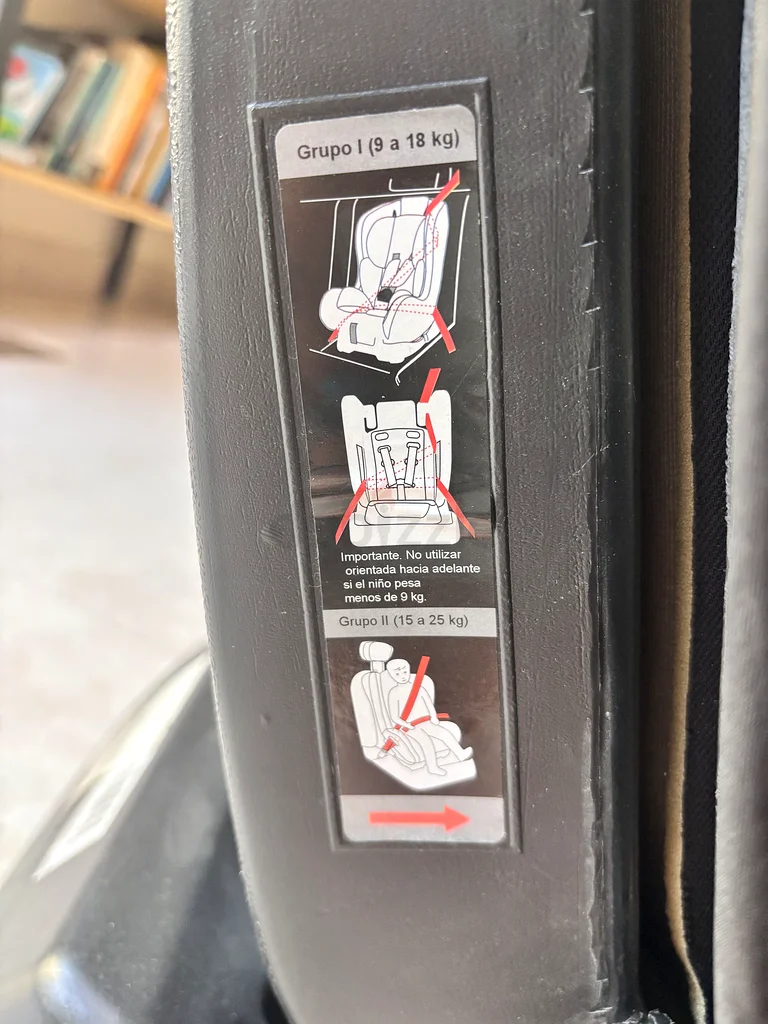 Grupo I (9 a 18 kg)
Importante. No utilizar
orientada hacia adelante
si el niño pesa
menos de 9 kg.
Grupo II (15 a 25 kg)